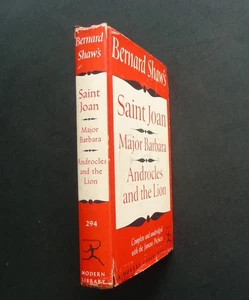 Bernard
Shaw's
Saint
Joan
Major
Barbara
Androcles
and the
Lion
294
MODERN
LIBRARY
Bernard Shaw's
Saint Joan
Major Barbara
Androcles
and the Lion
Complete and unabridged
with the famous Prefaces